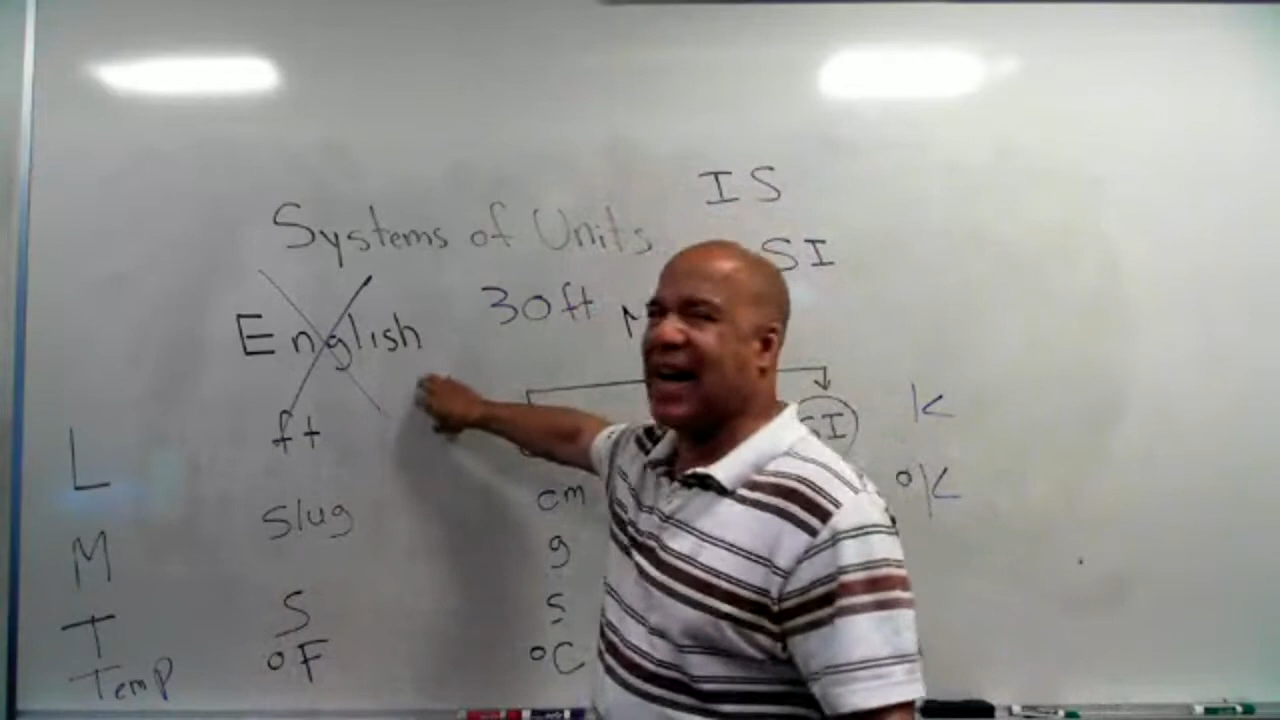 IS
Systems of Units
SI
30ft
English
SI
K
L
ft
°K
cm
M
slug
g
T
S
s
Temp
°F
°C